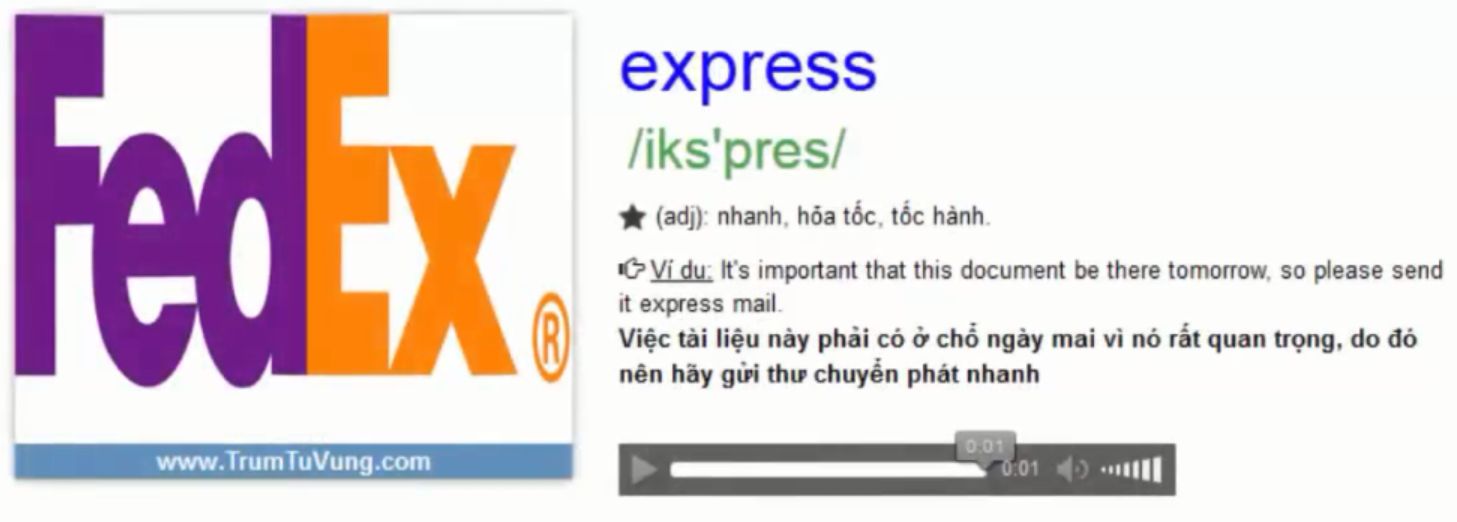 FedEx®
www.TrumTuVung.com
express
/iks'pres/
★ (adj): nhanh, hỏa tốc, tốc hành.
Ví dụ: It's important that this document be there tomorrow, so please send
it express mail.
Việc tài liệu này phải có ở chổ ngày mai vì nó rất quan trọng, do đó
nên hãy gửi thư chuyển phát nhanh
0:01
0:01